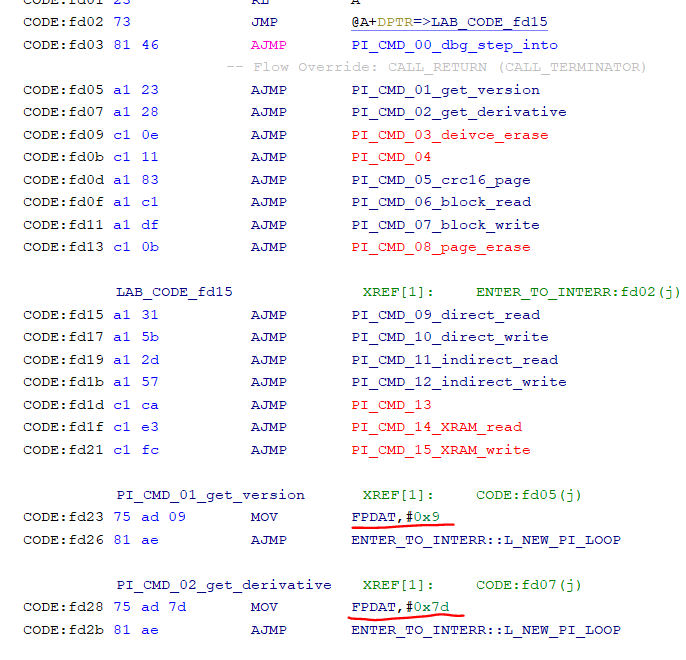 CODE:fd01 23 RL A
CODE:fd02 73 JMP @A+DPTR=>LAB_CODE_fd15
CODE:fd03 81 46 AJMP PI_CMD_00_dbg_step_into
-- Flow Override: CALL_RETURN (CALL_TERMINATOR)
CODE:fd05 a1 23 AJMP PI_CMD_01_get_version
CODE:fd07 a1 28 AJMP PI_CMD_02_get_derivative
CODE:fd09 c1 0e AJMP PI_CMD_03_deivce_erase
CODE:fd0b c1 11 AJMP PI_CMD_04
CODE:fd0d a1 83 AJMP PI_CMD_05_crc16_page
CODE:fd0f a1 c1 AJMP PI_CMD_06_block_read
CODE:fd11 a1 df AJMP PI_CMD_07_block_write
CODE:fd13 c1 0b AJMP PI_CMD_08_page_erase
LAB_CODE_fd15 XREF[1]: ENTER_TO_INTERR:fd02(j)
CODE:fd15 a1 31 AJMP PI_CMD_09_direct_read
CODE:fd17 a1 5b AJMP PI_CMD_10_direct_write
CODE:fd19 a1 2d AJMP PI_CMD_11_indirect_read
CODE:fd1b a1 57 AJMP PI_CMD_12_indirect_write
CODE:fd1d c1 ca AJMP PI_CMD_13
CODE:fd1f c1 e3 AJMP PI_CMD_14_XRAM_read
CODE:fd21 c1 fc AJMP PI_CMD_15_XRAM_write
PI_CMD_01_get_version XREF[1]: CODE:fd05(j)
CODE:fd23 75 ad 09 MOV FPDAT,#0x9
CODE:fd26 81 ae AJMP ENTER_TO_INTERR::L_NEW_PI_LOOP
PI_CMD_02_get_derivative XREF[1]: CODE:fd07(j)
CODE:fd28 75 ad 7d MOV FPDAT,#0x7d
CODE:fd2b 81 ae AJMP ENTER_TO_INTERR::L_NEW_PI_LOOP